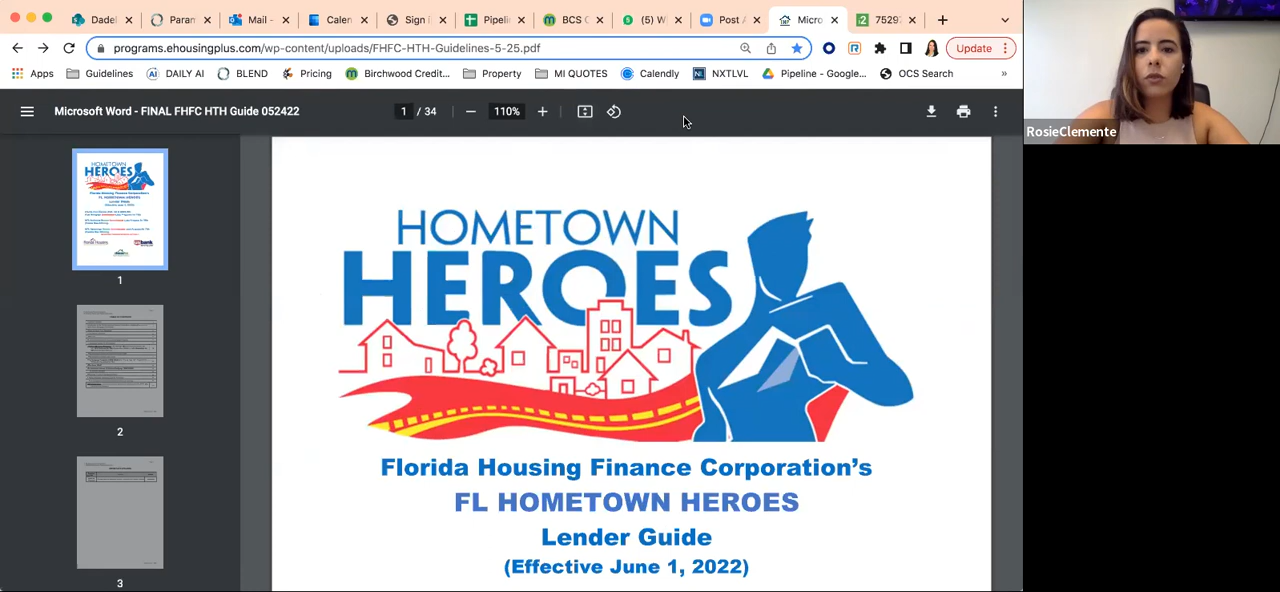 Dadel
Param
Mail -
Calen
Sign i
Pipelin
BCS C
(5) W
Post A
Micro
7529
programs.ehousingplus.com/wp-content/uploads/FHFC-HTH-Guidelines-5-25.pdf
Update
Apps
Guidelines
DAILY AI
BLEND
Pricing
Birchwood Credit...
Property
MI QUOTES
Calendly
NXTLVL
Pipeline - Google...
OCS Search
»
RosieClemente
Microsoft Word - FINAL FHFC HTH Guide 052422
1 / 34
110%
1
2
3
HOMETOWN
HEROES
Florida Housing Finance Corporation's
FL HOMETOWN HEROES
Lender Guide
(Effective June 1, 2022)